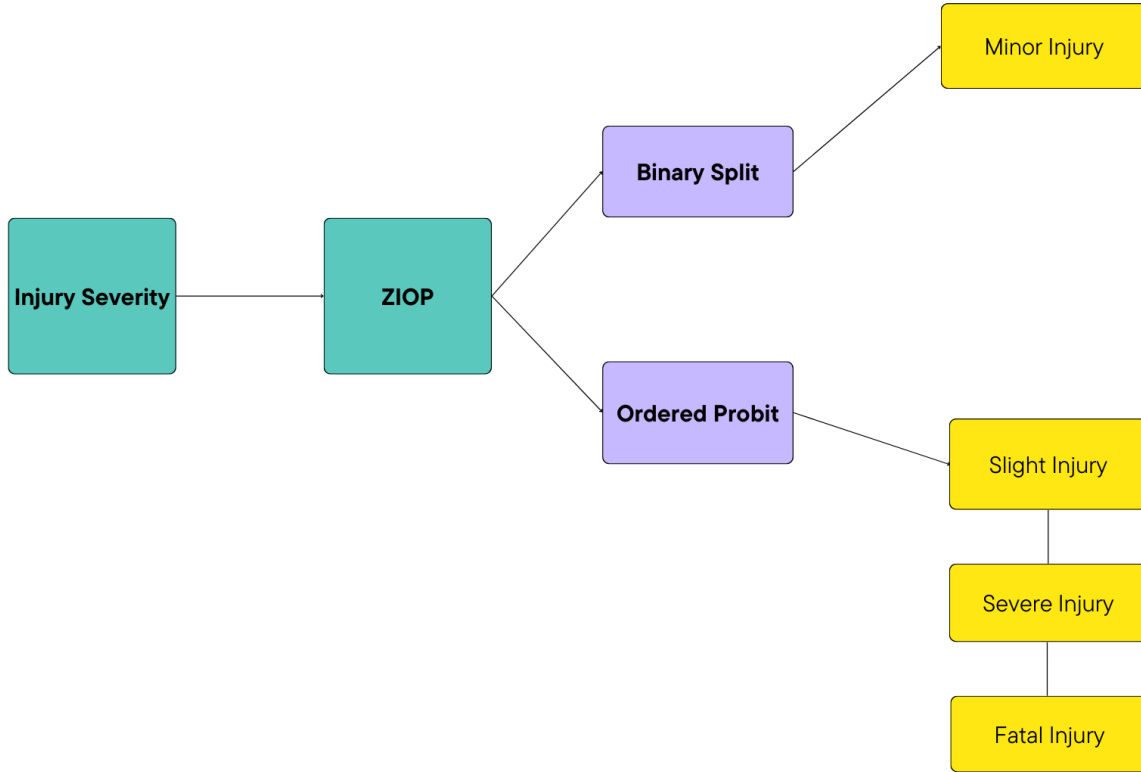 Minor Injury
Binary Split
Injury Severity
ZIOP
Ordered Probit
Slight Injury
Severe Injury
Fatal Injury